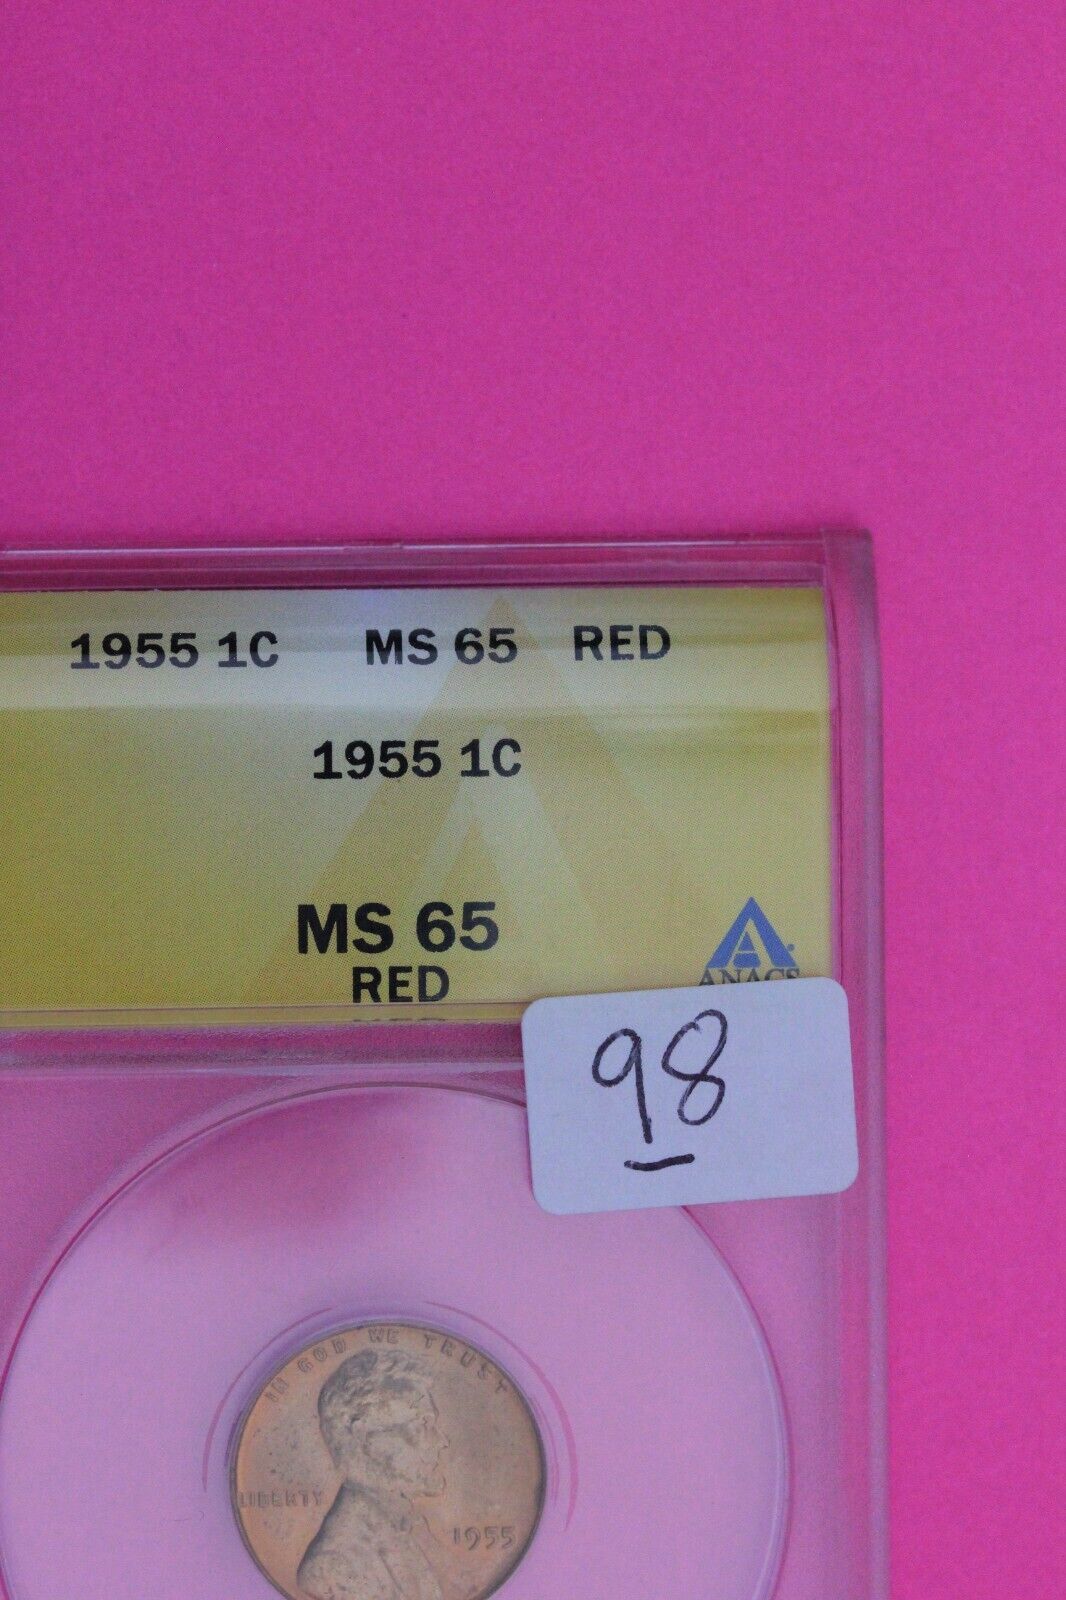 1955 1C MS 65 RED
1955 1C
MS 65
RED
ANACS
98
IN GOD WE TRUST
LIBERTY
1955